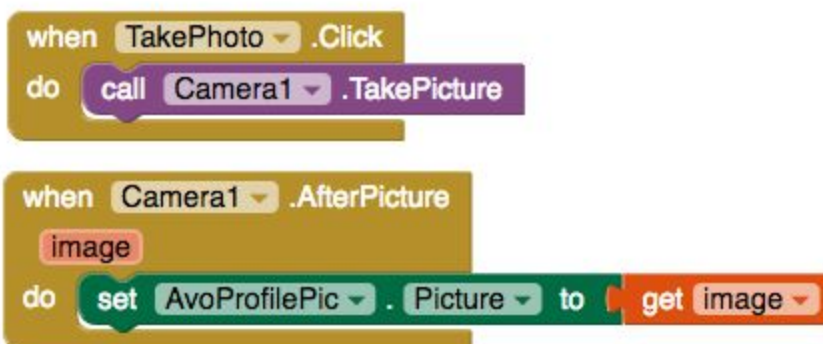 when TakePhoto .Click
do call Camera1 .TakePicture
when Camera1 .AfterPicture
image
do set AvoProfilePic . Picture to get image